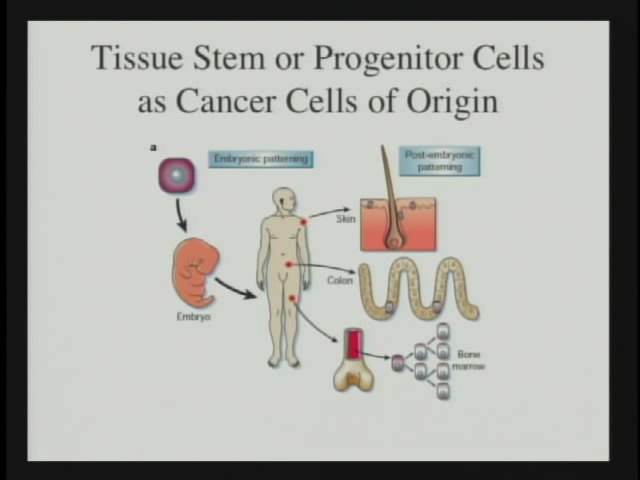 Tissue Stem or Progenitor Cells
as Cancer Cells of Origin
a
Embryonic patterning
Post-embryonic
patterning
Skin
Colon
Embryo
Bone
marrow